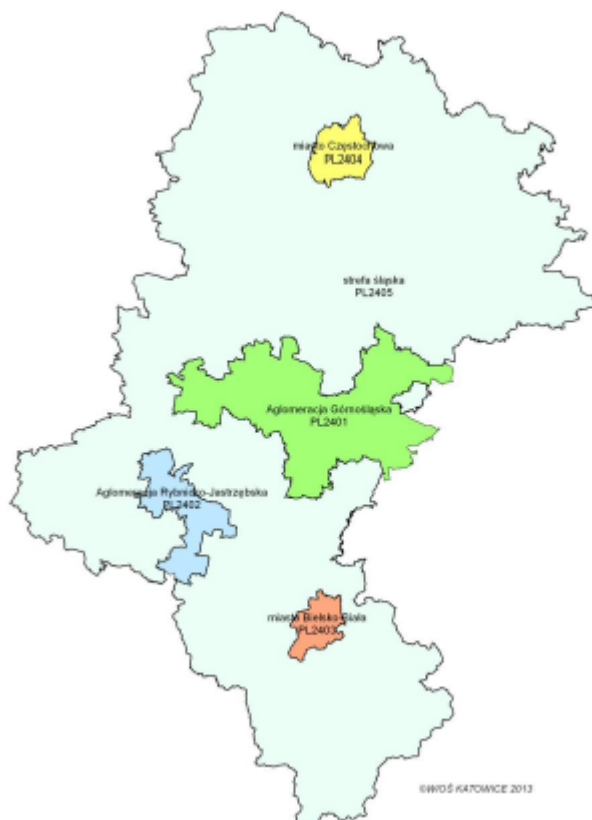 miasto Częstochowa
PL2404
strefa śląska
PL2405
Aglomeracja Górnośląska
PL2401
Aglomeracja Rybnicko-Jastrzębska
PL2402
miasto Bielsko-Biała
PL2403
©WIOŚ KATOWICE 2013